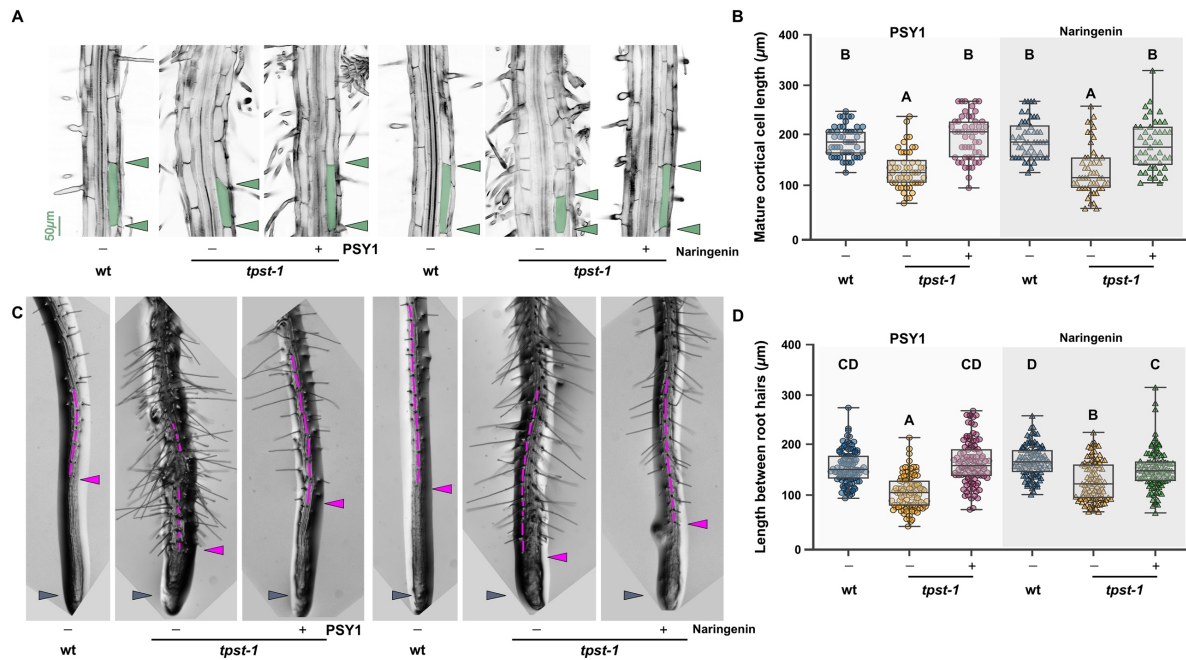 A
50µm
– – + PSY1 – – + Naringenin
wt tpst-1 wt tpst-1
B
PSY1 Naringenin
Mature cortical cell length (µm)
400
300
200
100
0
B A B B A B
– – + – – +
wt tpst-1 wt tpst-1
C
– – + PSY1 – – + Naringenin
wt tpst-1 wt tpst-1
D
PSY1 Naringenin
Length between root hairs (µm)
400
300
200
100
0
CD A CD D B C
– – + – – +
wt tpst-1 wt tpst-1